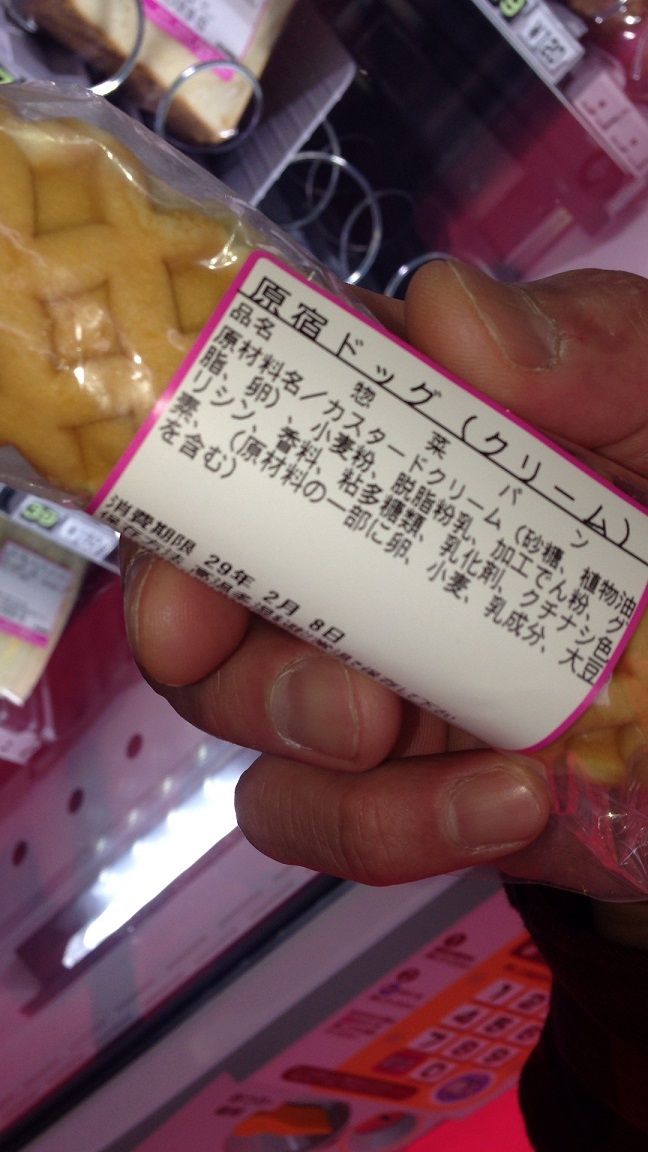 原宿ドッグ（クリーム）
品名　惣菜パン
原材料名／カスタードクリーム（砂糖、植物油
脂、卵）、小麦粉、脱脂粉乳、加工でん粉、グ
リシン、香料、粘多糖類、乳化剤、クチナシ色
素、（原材料の一部に卵、小麦、乳成分、大豆
を含む）
消費期限 29年 2月 8日